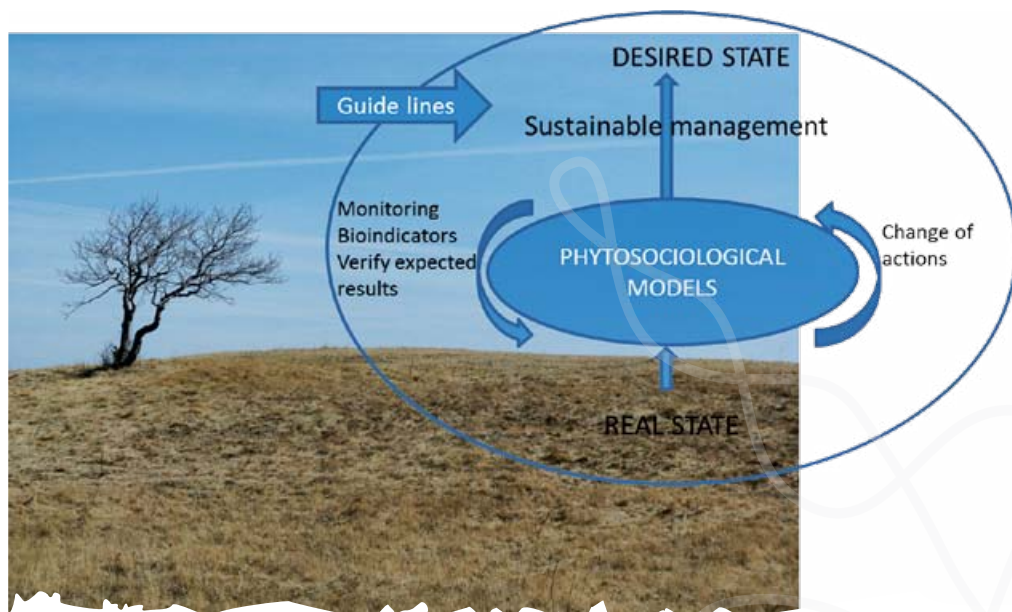 DESIRED STATE
Guide lines
Sustainable management
Monitoring
Bioindicators
Verify expected
results
PHYTOSOCIOLOGICAL
MODELS
Change of
actions
REAL STATE